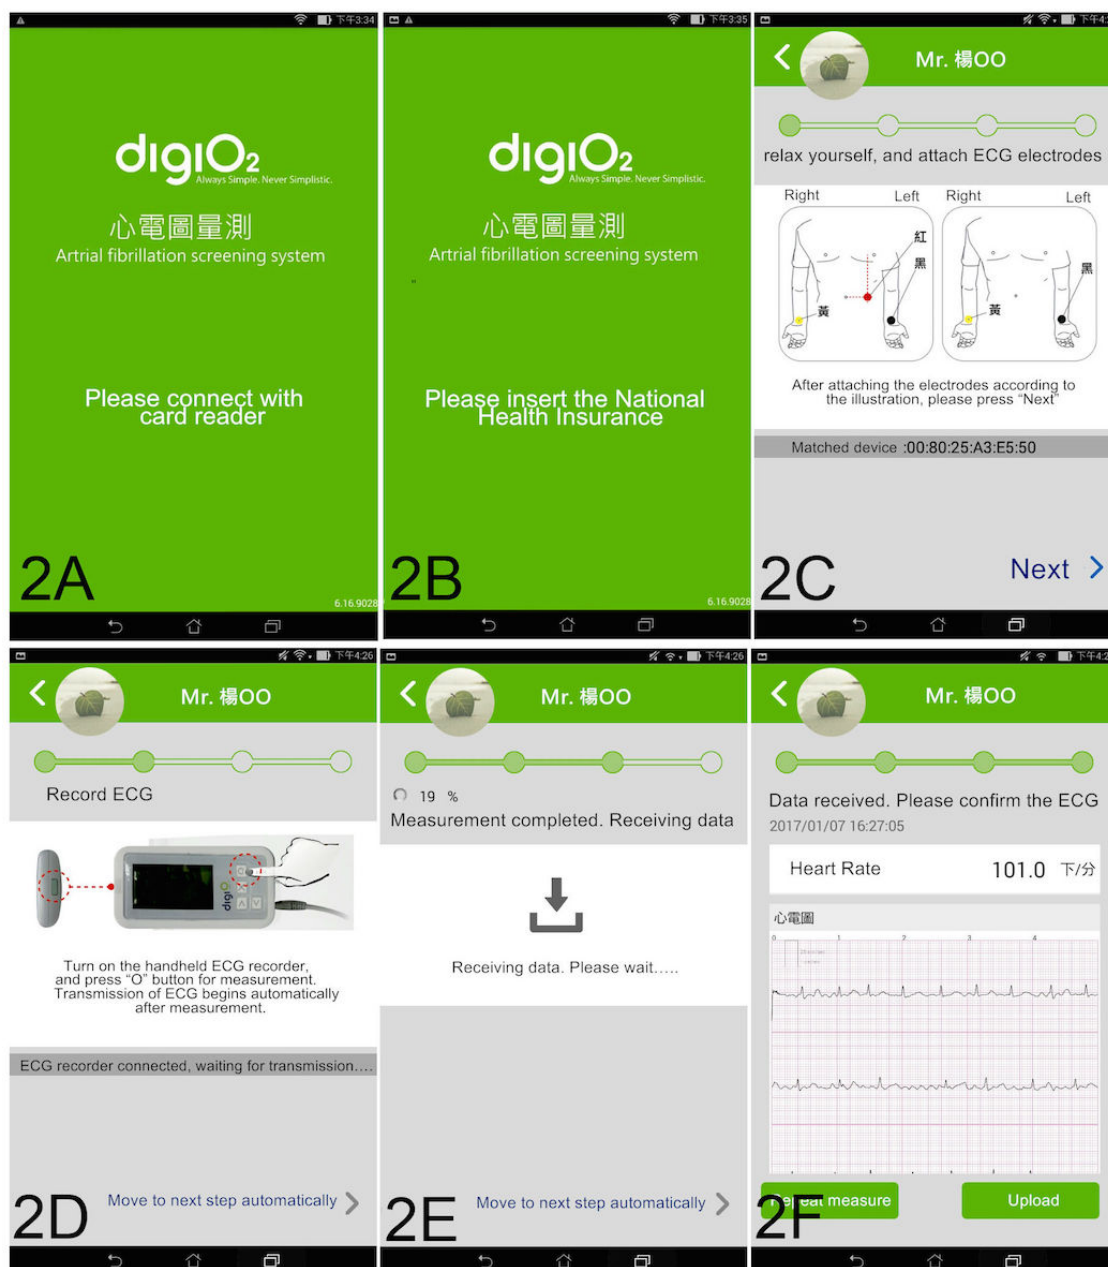 下午3:34
digiO2
Always Simple. Never Simplistic.
心電圖量測
Artrial fibrillation screening system
Please connect with
card reader
2A
6.16.9028
下午3:35
digiO2
Always Simple. Never Simplistic.
心電圖量測
Artrial fibrillation screening system
Please insert the National
Health Insurance
2B
6.16.9028
Mr. 楊OO
relax yourself, and attach ECG electrodes
Right Left Right Left
紅
黑
黃
黑
黃
After attaching the electrodes according to
the illustration, please press “Next”
Matched device :00:80:25:A3:E5:50
2C
Next
下午4:26
Mr. 楊OO
Record ECG
digiO
Turn on the handheld ECG recorder,
and press “O” button for measurement.
Transmission of ECG begins automatically
after measurement.
ECG recorder connected, waiting for transmission....
Move to next step automatically
2D
下午4:26
Mr. 楊OO
19 %
Measurement completed. Receiving data
Receiving data. Please wait.....
Move to next step automatically
2E
Mr. 楊OO
Data received. Please confirm the ECG
2017/01/07 16:27:05
Heart Rate 101.0 下/分
心電圖
0 1 2 3 4
Repeat measure Upload
2F